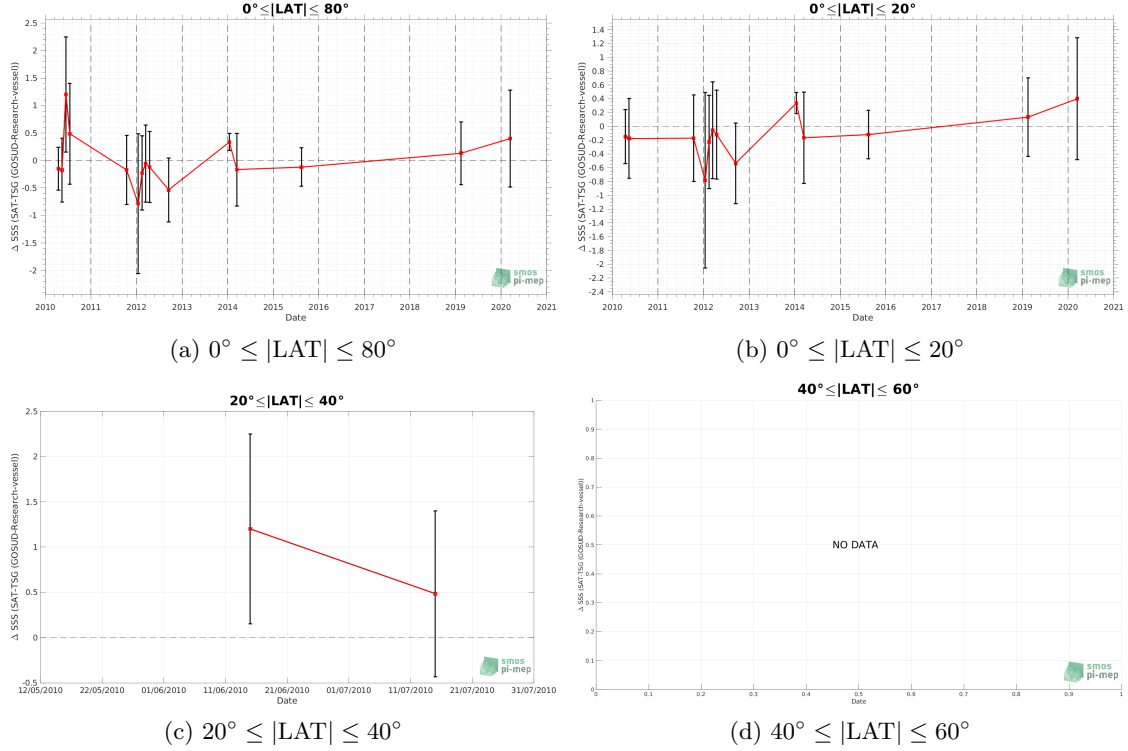 0°≤|LAT|≤ 80°
Δ SSS (SAT-TSG (GOSUD-Research-vessel))
2.5
2
1.5
1
0.5
0
-0.5
-1
-1.5
-2
2010 2011 2012 2013 2014 2015 2016 2017 2018 2019 2020 2021
Date
smos
pi-mep
(a) 0° ≤ |LAT| ≤ 80°
0°≤|LAT|≤ 20°
Δ SSS (SAT-TSG (GOSUD-Research-vessel))
1.4
1.2
1
0.8
0.6
0.4
0.2
0
-0.2
-0.4
-0.6
-0.8
-1
-1.2
-1.4
-1.6
-1.8
-2
-2.2
-2.4
2010 2011 2012 2013 2014 2015 2016 2017 2018 2019 2020 2021
Date
smos
pi-mep
(b) 0° ≤ |LAT| ≤ 20°
20°≤|LAT|≤ 40°
Δ SSS (SAT-TSG (GOSUD-Research-vessel))
2.5
2
1.5
1
0.5
0
-0.5
12/05/2010 22/05/2010 01/06/2010 11/06/2010 21/06/2010 01/07/2010 11/07/2010 21/07/2010 31/07/2010
Date
smos
pi-mep
(c) 20° ≤ |LAT| ≤ 40°
40°≤|LAT|≤ 60°
Δ SSS (SAT-TSG (GOSUD-Research-vessel))
1
0.9
0.8
0.7
0.6
0.5
0.4
0.3
0.2
0.1
0
NO DATA
0 0.1 0.2 0.3 0.4 0.5 0.6 0.7 0.8 0.9 1
Date
smos
pi-mep
(d) 40° ≤ |LAT| ≤ 60°